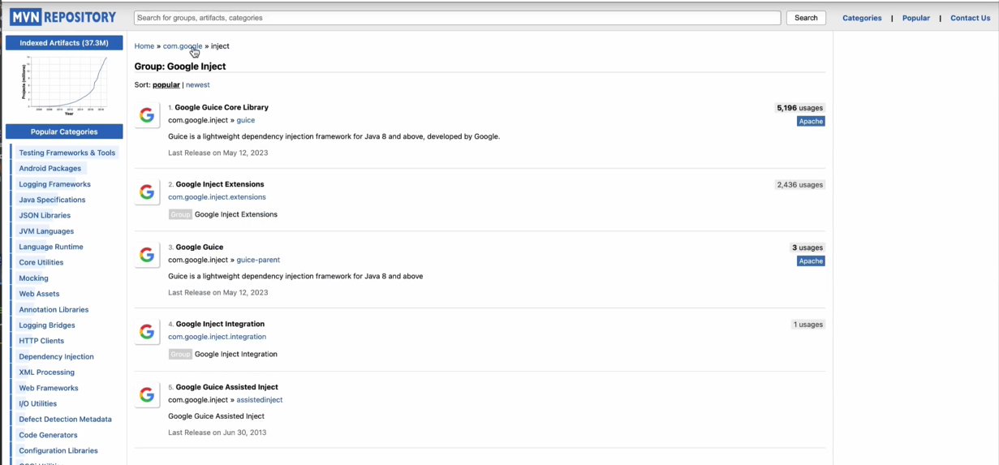 MVN REPOSITORY
Search for groups, artifacts, categories
Search
Categories | Popular | Contact Us
Indexed Artifacts (37.3M)
Projects (millions)
Year
Popular Categories
Testing Frameworks & Tools
Android Packages
Logging Frameworks
Java Specifications
JSON Libraries
JVM Languages
Language Runtime
Core Utilities
Mocking
Web Assets
Annotation Libraries
Logging Bridges
HTTP Clients
Dependency Injection
XML Processing
Web Frameworks
I/O Utilities
Defect Detection Metadata
Code Generators
Configuration Libraries
Home » com.google » inject
Group: Google Inject
Sort: popular | newest
1. Google Guice Core Library
5,196 usages
com.google.inject » guice
Apache
Guice is a lightweight dependency injection framework for Java 8 and above, developed by Google.
Last Release on May 12, 2023
2. Google Inject Extensions
2,436 usages
com.google.inject.extensions
Group Google Inject Extensions
3. Google Guice
3 usages
com.google.inject » guice-parent
Apache
Guice is a lightweight dependency injection framework for Java 8 and above
Last Release on May 12, 2023
4. Google Inject Integration
1 usages
com.google.inject.integration
Group Google Inject Integration
5. Google Guice Assisted Inject
com.google.inject » assistedinject
Google Guice Assisted Inject
Last Release on Jun 30, 2013